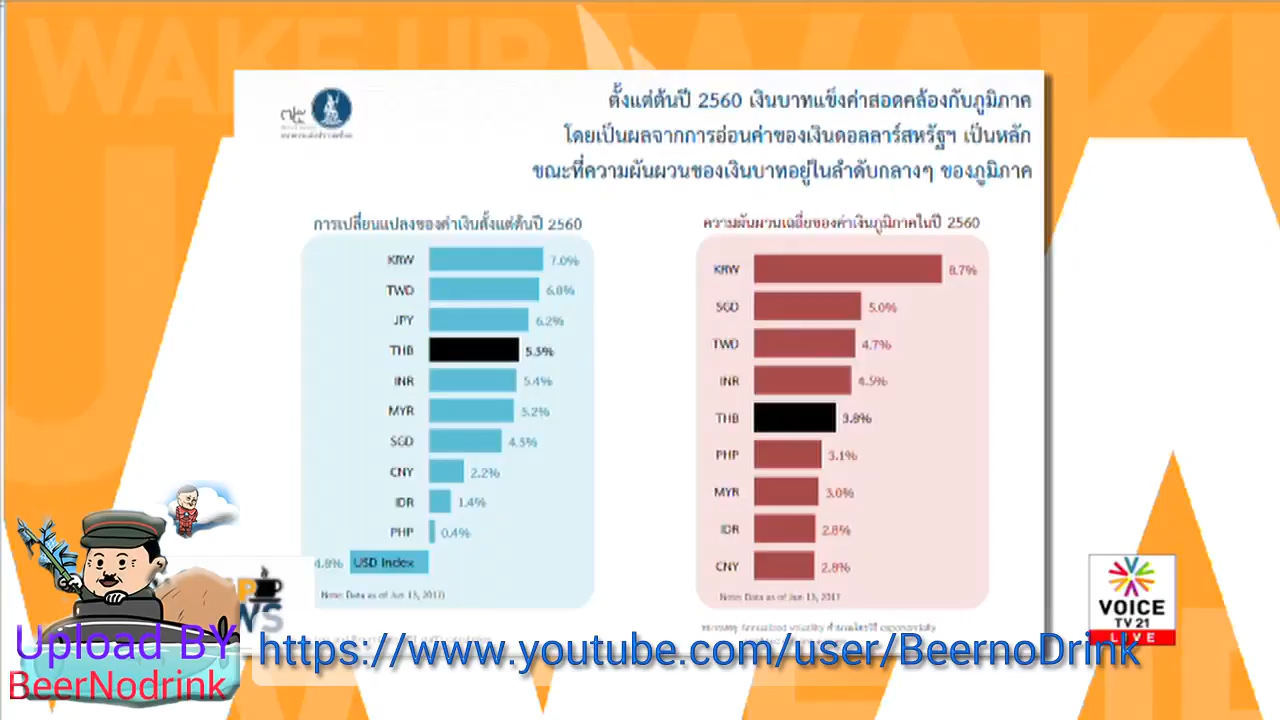 WAKE UP
ตั้งแต่ต้นปี 2560 เงินบาทแข็งค่าสอดคล้องกับภูมิภาค
โดยเป็นผลจากการอ่อนค่าของเงินดอลลาร์สหรัฐฯ เป็นหลัก
ขณะที่ความผันผวนของเงินบาทอยู่ในลำดับกลางๆ ของภูมิภาค
การเปลี่ยนแปลงของค่าเงินตั้งแต่ต้นปี 2560
KRW 7.0%
TWD 6.8%
JPY 6.2%
THB 5.5%
INR 5.4%
MYR 5.2%
SGD 4.5%
CNY 2.2%
IDR 1.4%
PHP 0.4%
4.8% USD Index
Note: Data as of Jun 13, 2017
ความผันผวนเฉลี่ยของค่าเงินภูมิภาคในปี 2560
KRW 8.7%
SGD 5.0%
TWD 4.7%
INR 4.5%
THB 3.8%
PHP 3.1%
MYR 3.0%
IDR 2.8%
CNY 2.8%
Note: Data as of Jun 13, 2017
VOICE
TV 21
LIVE
Upload BY
BeerNodrink
https://www.youtube.com/user/BeernoDrink